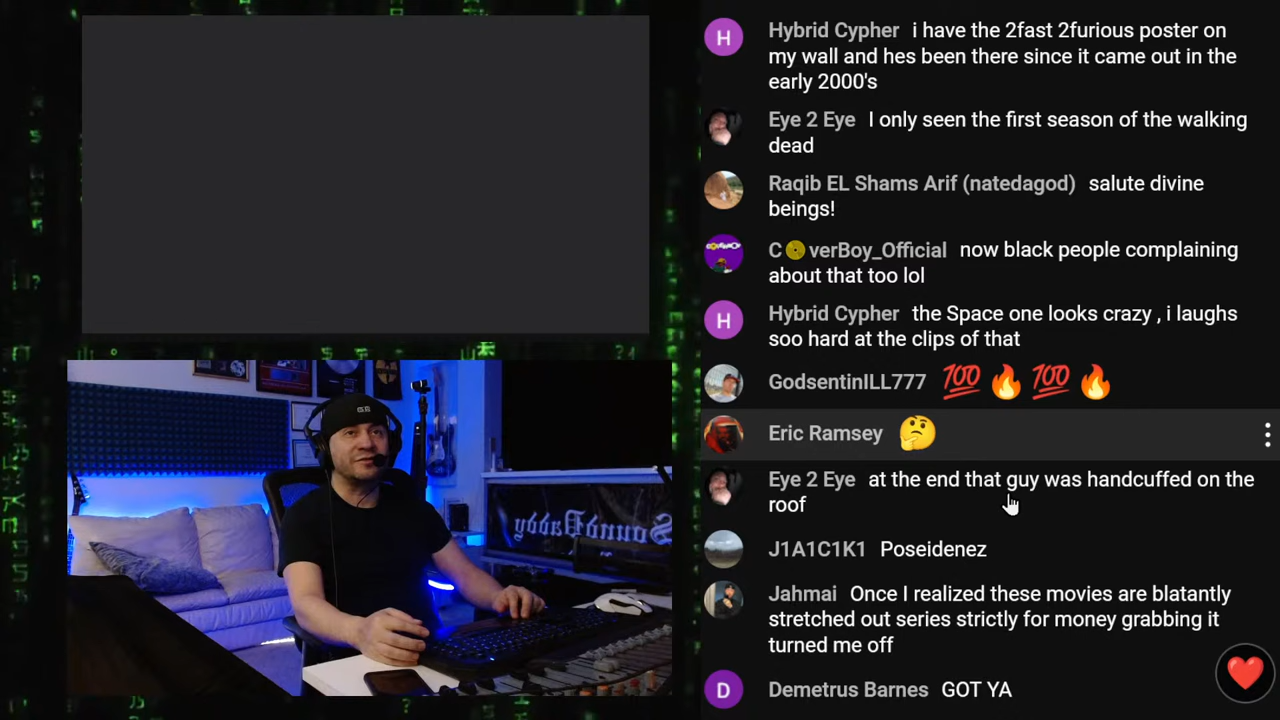 Hybrid Cypher i have the 2fast 2furious poster on
my wall and hes been there since it came out in the
early 2000's
Eye 2 Eye I only seen the first season of the walking
dead
Raqib EL Shams Arif (natedagod) salute divine
beings!
C📀verBoy_Official now black people complaining
about that too lol
H Hybrid Cypher the Space one looks crazy , i laughs
soo hard at the clips of that
GodsentinILL777 💯🔥💯🔥
Eric Ramsey 🤔
Eye 2 Eye at the end that guy was handcuffed on the
roof
J1A1C1K1 Poseidenez
Jahmai Once I realized these movies are blatantly
stretched out series strictly for money grabbing it
turned me off
D Demetrus Barnes GOT YA
SoundDaddy